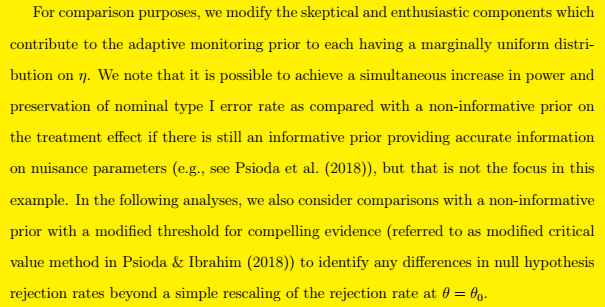 For comparison purposes, we modify the skeptical and enthusiastic components which
contribute to the adaptive monitoring prior to each having a marginally uniform distri-
bution on η. We note that it is possible to achieve a simultaneous increase in power and
preservation of nominal type I error rate as compared with a non-informative prior on
the treatment effect if there is still an informative prior providing accurate information
on nuisance parameters (e.g., see Psioda et al. (2018)), but that is not the focus in this
example. In the following analyses, we also consider comparisons with a non-informative
prior with a modified threshold for compelling evidence (referred to as modified critical
value method in Psioda & Ibrahim (2018)) to identify any differences in null hypothesis
rejection rates beyond a simple rescaling of the rejection rate at θ = θ₀.